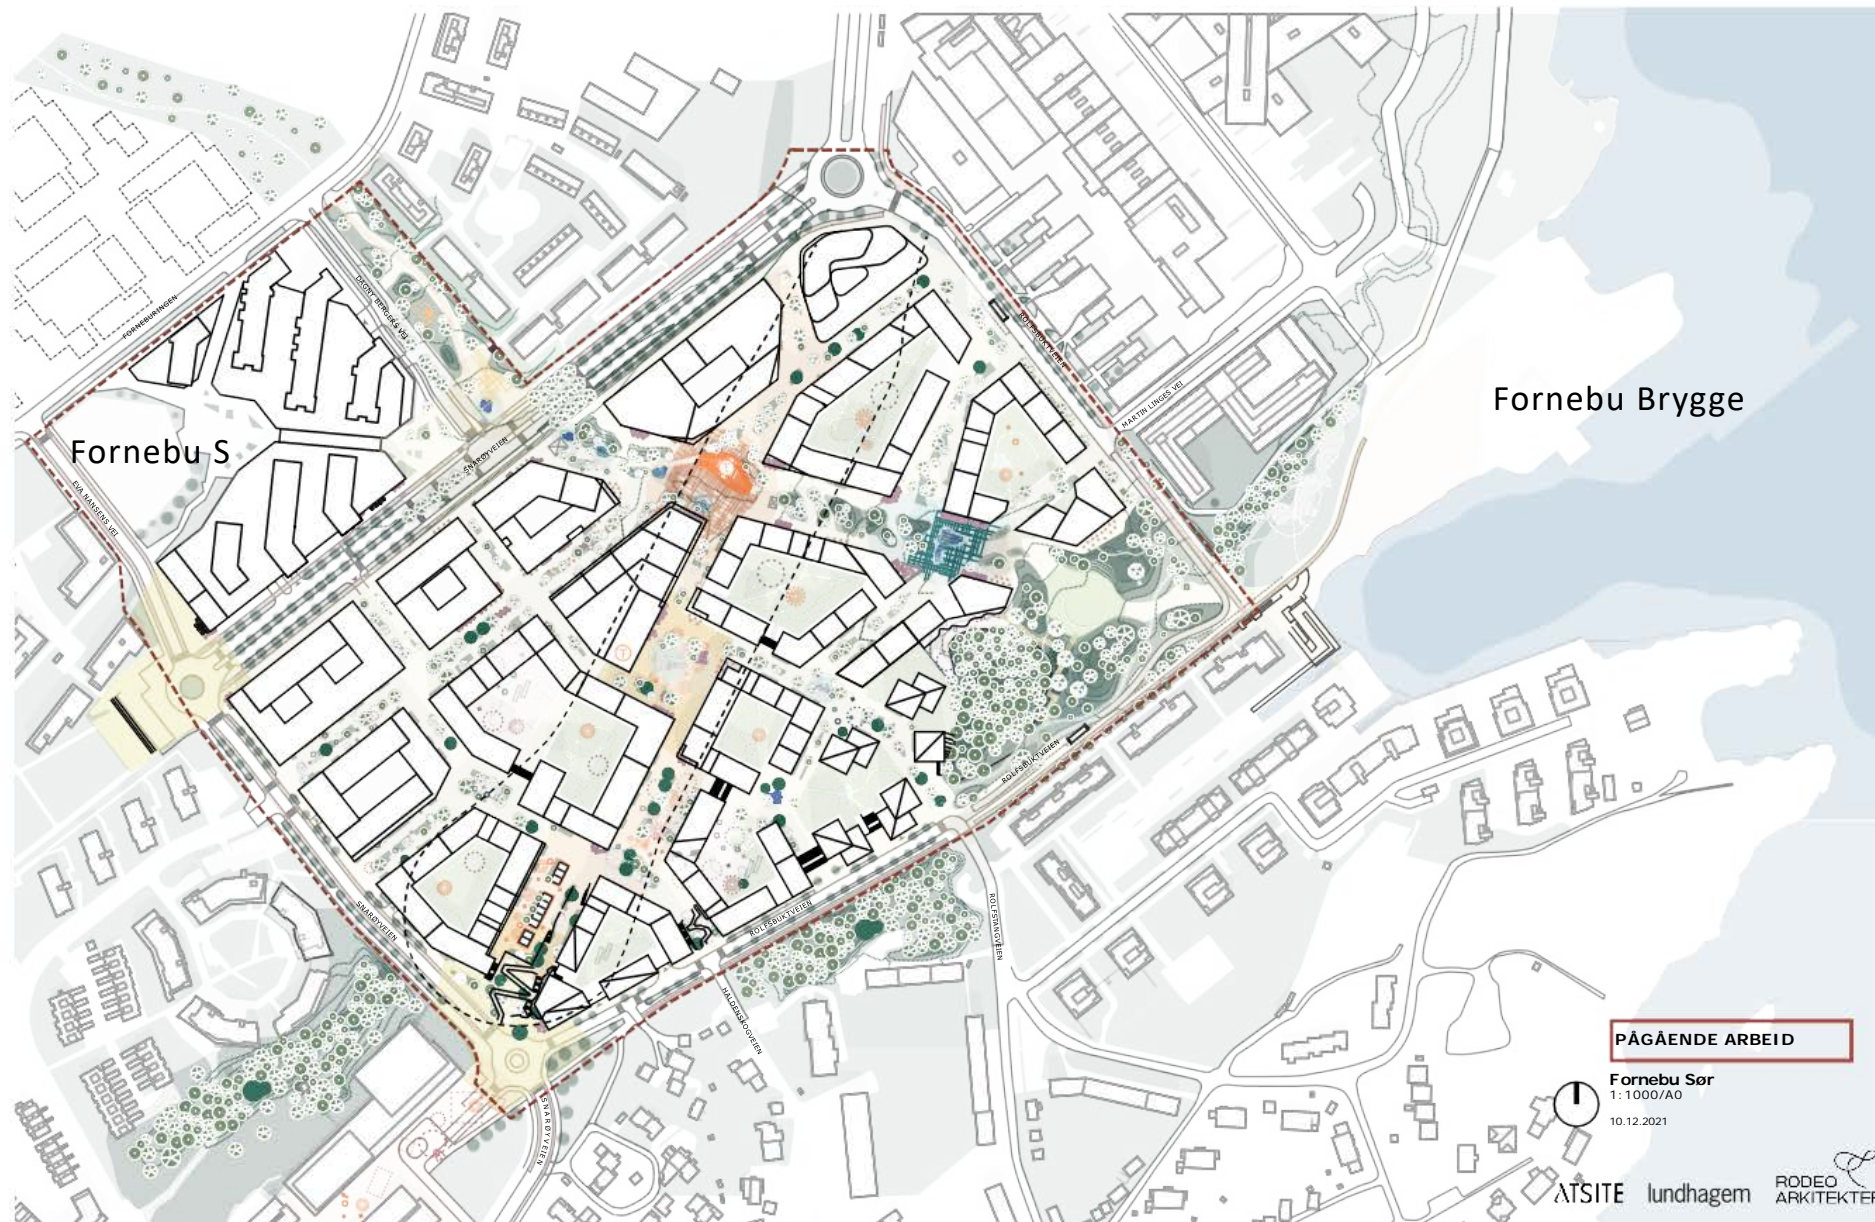 FORNEBURINGEN
DAGNY BERGERS VEI
ROLFSBUKTVEIEN
MARTIN LINGES VEI
Fornebu Brygge
Fornebu S
SNARØYVEIEN
EVA NANSENS VEI
T
T
ROLFSBUKTVEIEN
SNARØYVEIEN
ROLFSBUKTVEIEN
ROLFSTANGVEIEN
HALDENSKOGVEIEN
SNARØYVEIEN
PÅGÅENDE ARBEID
Fornebu Sør
1:1000/A0
10.12.2021
ATSITE
lundhagem
RODEO
ARKITEKTER